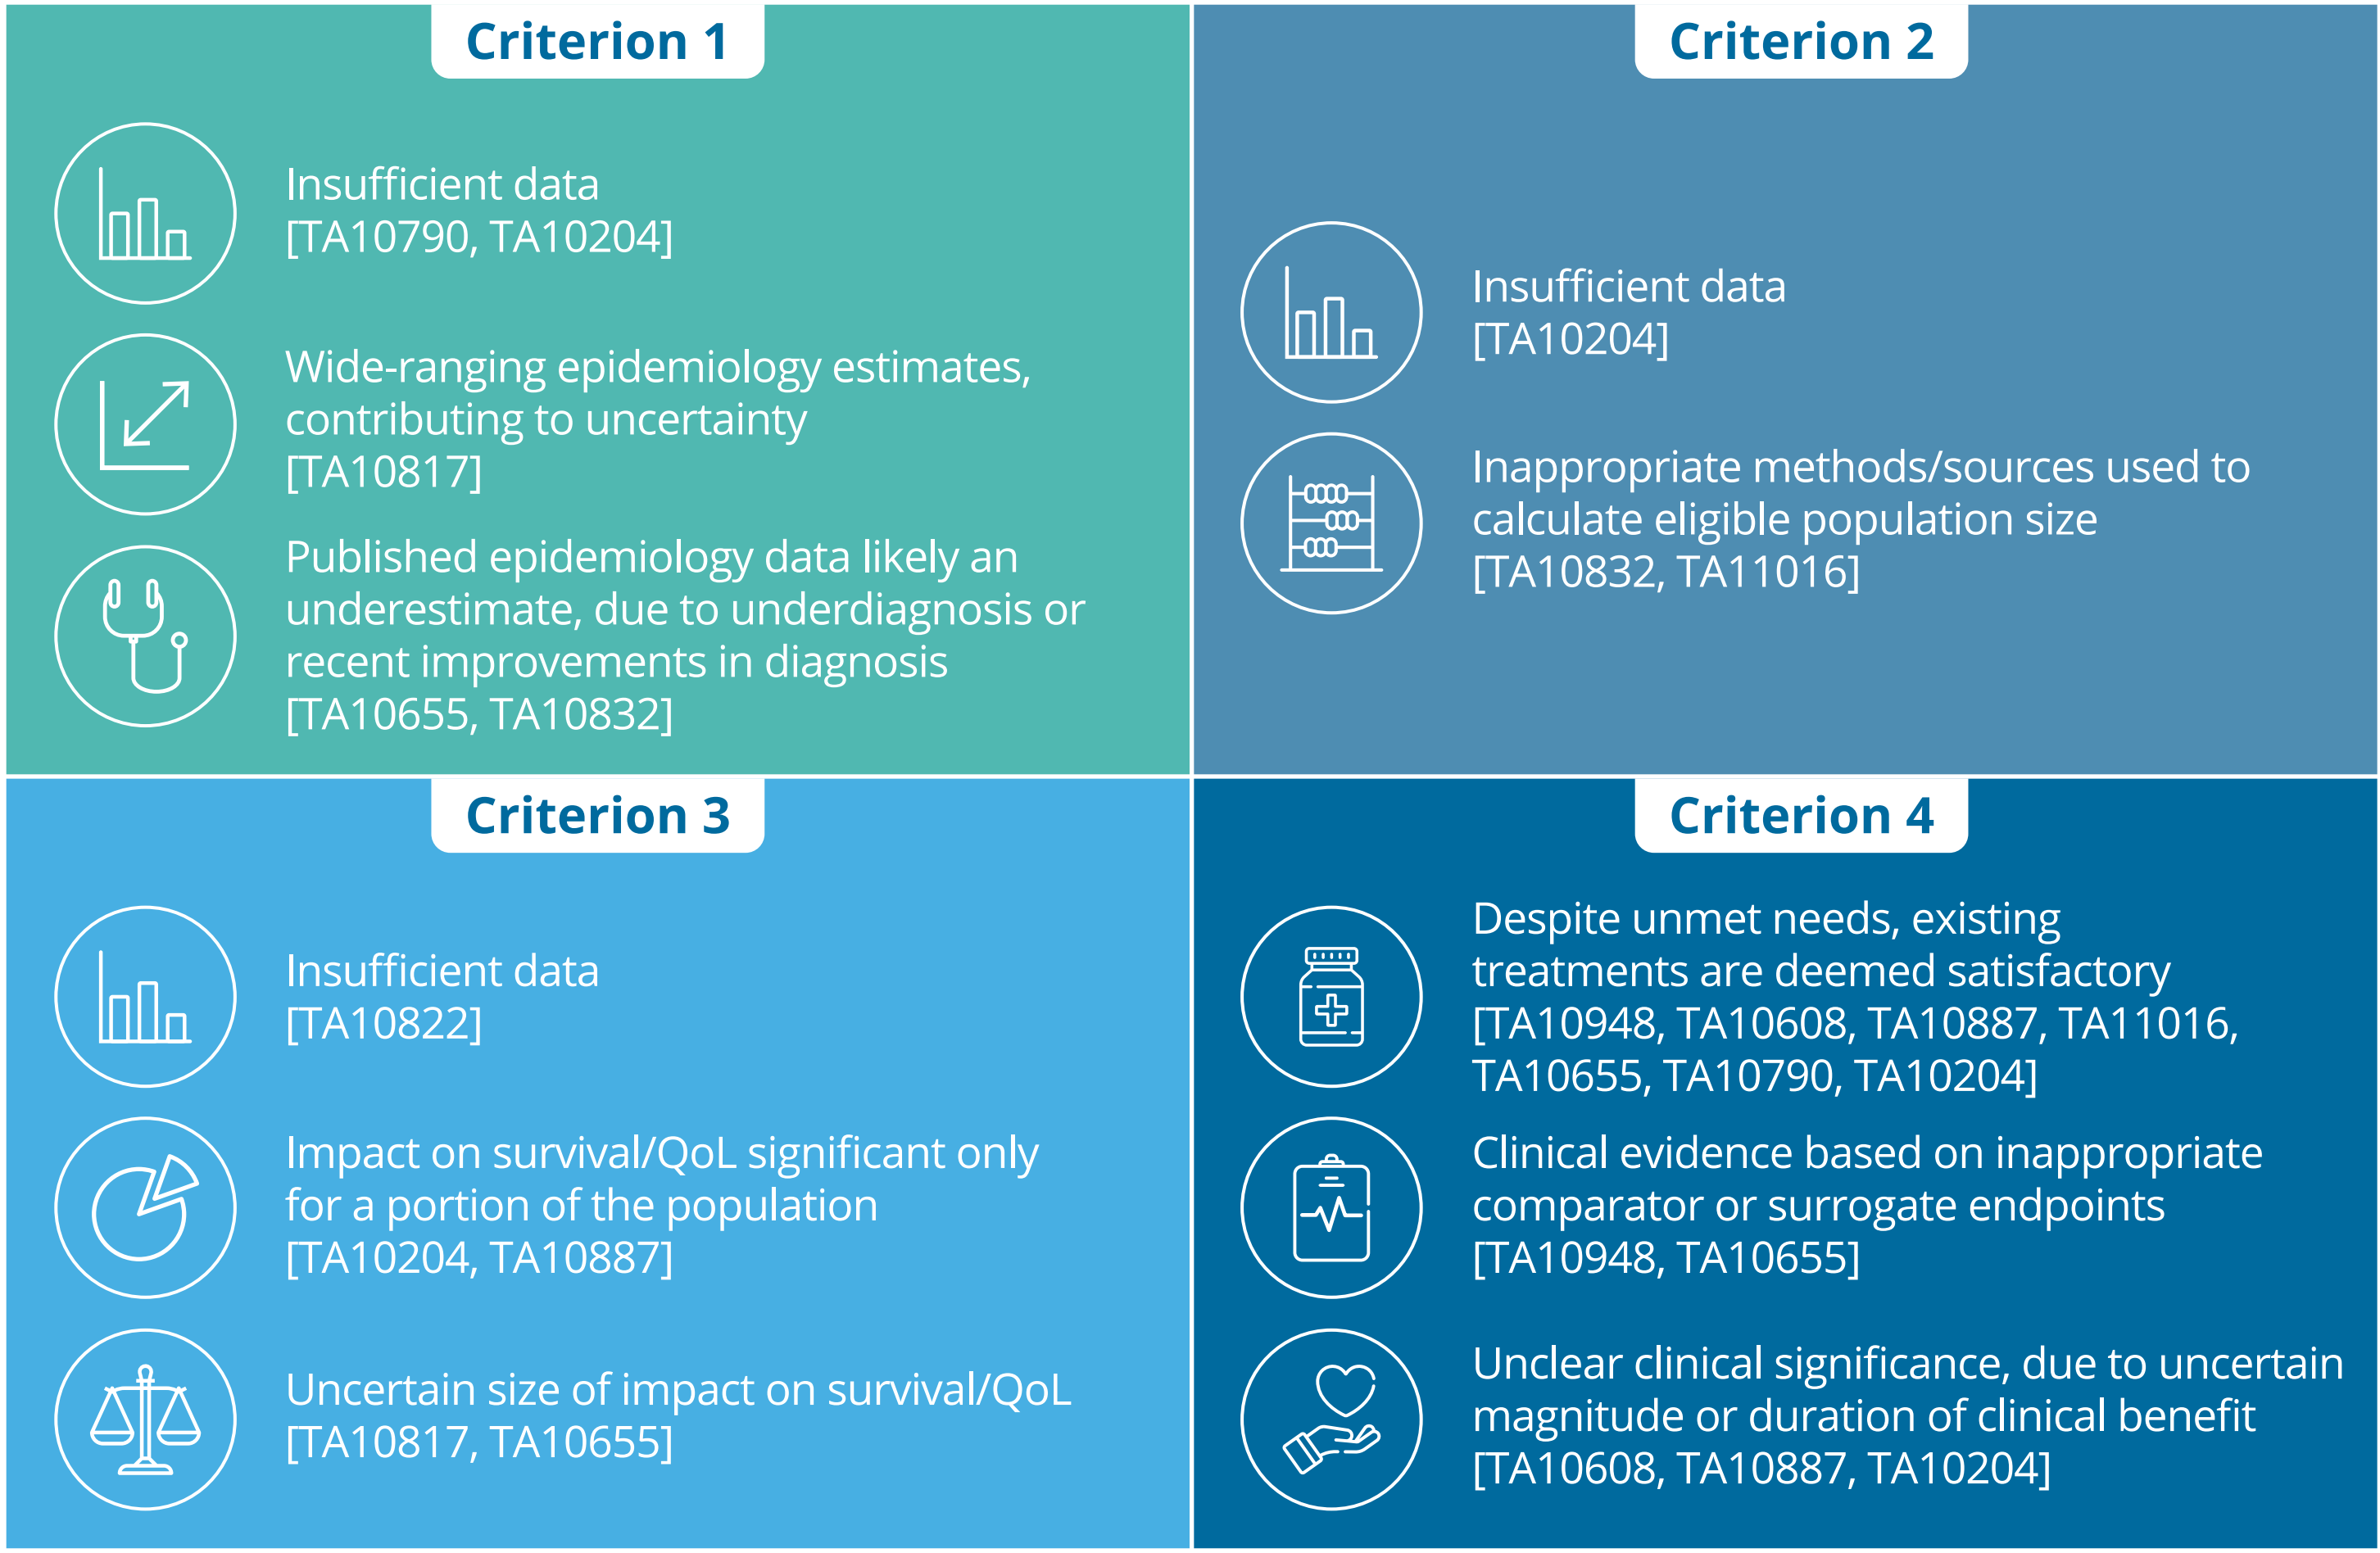 Criterion 1
Insufficient data
[TA10790, TA10204]
Wide-ranging epidemiology estimates,
contributing to uncertainty
[TA10817]
Published epidemiology data likely an
underestimate, due to underdiagnosis or
recent improvements in diagnosis
[TA10655, TA10832]
Criterion 2
Insufficient data
[TA10204]
Inappropriate methods/sources used to
calculate eligible population size
[TA10832, TA11016]
Criterion 3
Insufficient data
[TA10822]
Impact on survival/QoL significant only
for a portion of the population
[TA10204, TA10887]
Uncertain size of impact on survival/QoL
[TA10817, TA10655]
Criterion 4
Despite unmet needs, existing
treatments are deemed satisfactory
[TA10948, TA10608, TA10887, TA11016,
TA10655, TA10790, TA10204]
Clinical evidence based on inappropriate
comparator or surrogate endpoints
[TA10948, TA10655]
Unclear clinical significance, due to uncertain
magnitude or duration of clinical benefit
[TA10608, TA10887, TA10204]